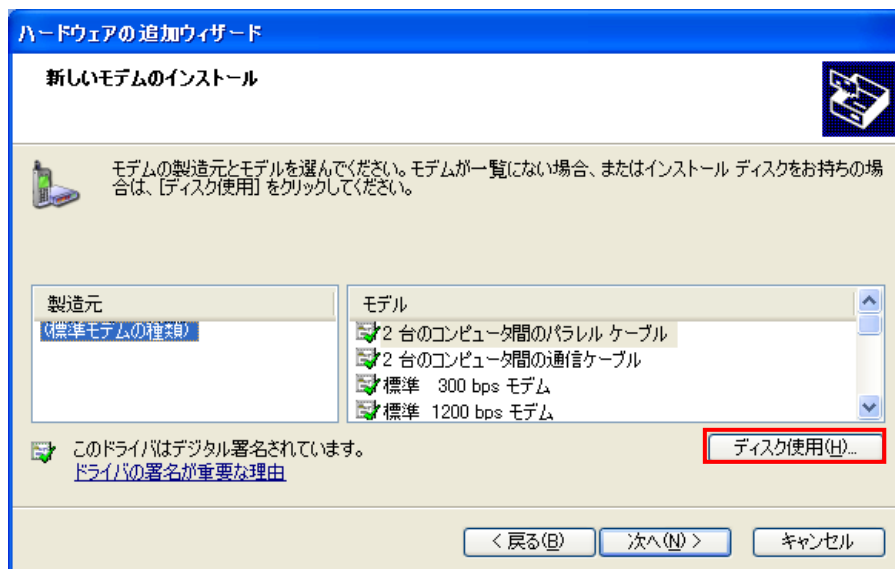 ハードウェアの追加ウィザード
新しいモデムのインストール
モデムの製造元とモデルを選んでください。モデムが一覧にない場合、またはインストール ディスクをお持ちの場
合は、[ディスク使用] をクリックしてください。
製造元
(標準モデムの種類)
モデル
2 台のコンピュータ間のパラレル ケーブル
2 台のコンピュータ間の通信ケーブル
標準 300 bps モデム
標準 1200 bps モデム
このドライバはデジタル署名されています。
ドライバの署名が重要な理由
ディスク使用(H)...
< 戻る(B)
次へ(N) >
キャンセル